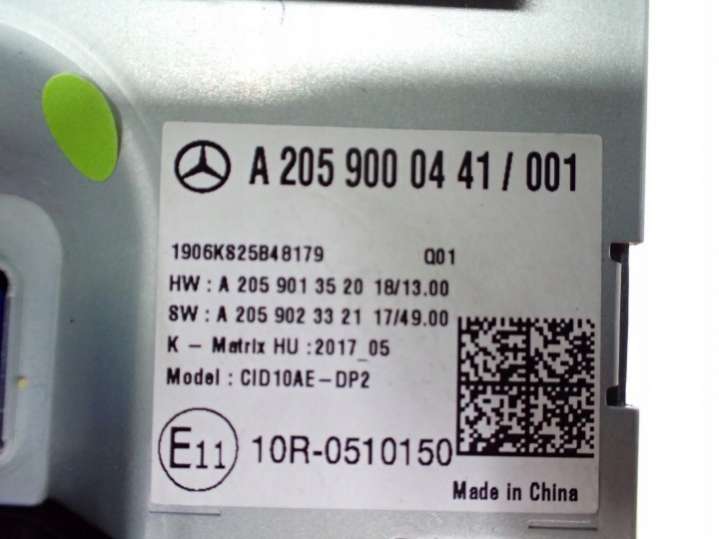 A 205 900 04 41 / 001
1906KS25B48179 Q01
HW : A 205 901 35 20 18/13.00
SW : A 205 902 33 21 17/49.00
K - Matrix HU : 2017_05
Model : CID10AE-DP2
E11 10R-0510150
Made in China